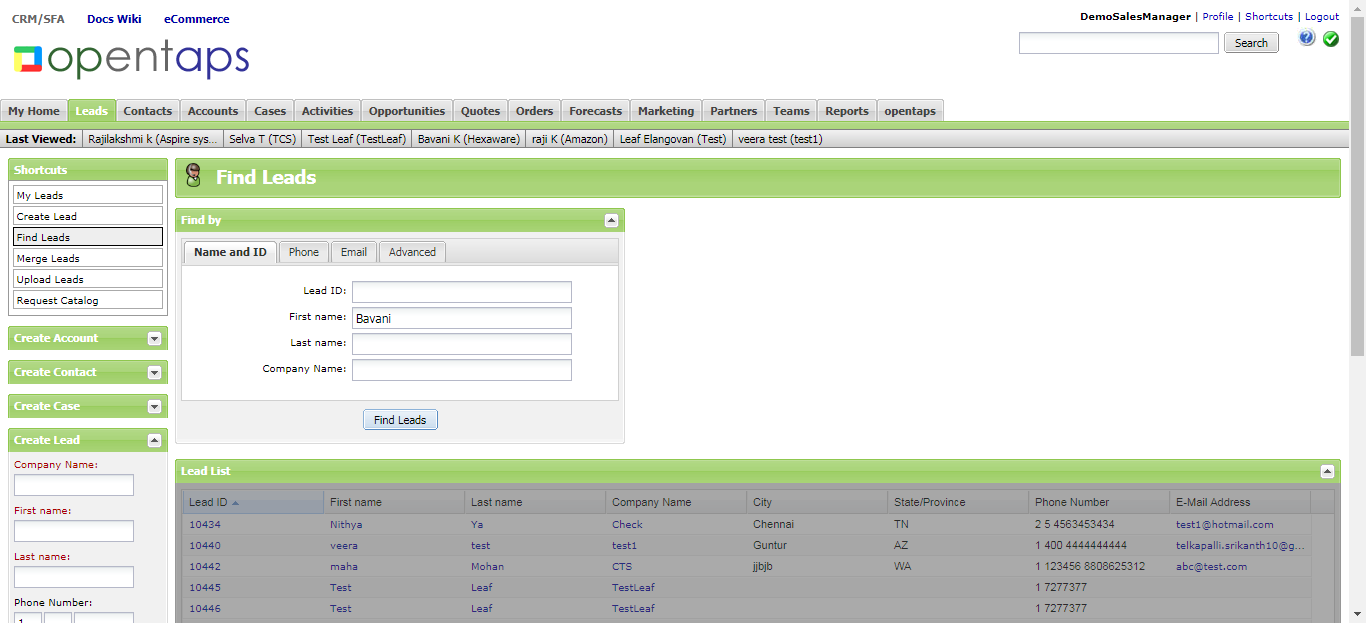 CRM/SFA Docs Wiki eCommerce
DemoSalesManager | Profile | Shortcuts | Logout
opentaps
Search
My Home Leads Contacts Accounts Cases Activities Opportunities Quotes Orders Forecasts Marketing Partners Teams Reports opentaps
Last Viewed: Rajilakshmi k (Aspire sys... Selva T (TCS) Test Leaf (TestLeaf) Bavani K (Hexaware) raji K (Amazon) Leaf Elangovan (Test) veera test (test1)
Shortcuts
My Leads
Create Lead
Find Leads
Merge Leads
Upload Leads
Request Catalog
Create Account
Create Contact
Create Case
Create Lead
Company Name:
First name:
Last name:
Phone Number:
1
Find Leads
Find by
Name and ID Phone Email Advanced
Lead ID:
First name: Bavani
Last name:
Company Name:
Find Leads
Lead List
Lead ID First name Last name Company Name City State/Province Phone Number E-Mail Address
10434 Nithya Ya Check Chennai TN 2 5 4563453434 test1@hotmail.com
10440 veera test test1 Guntur AZ 1 400 4444444444 telkapalli.srikanth10@g...
10442 maha Mohan CTS jjbjb WA 1 123456 8808625312 abc@test.com
10445 Test Leaf TestLeaf 1 7277377
10446 Test Leaf TestLeaf 1 7277377